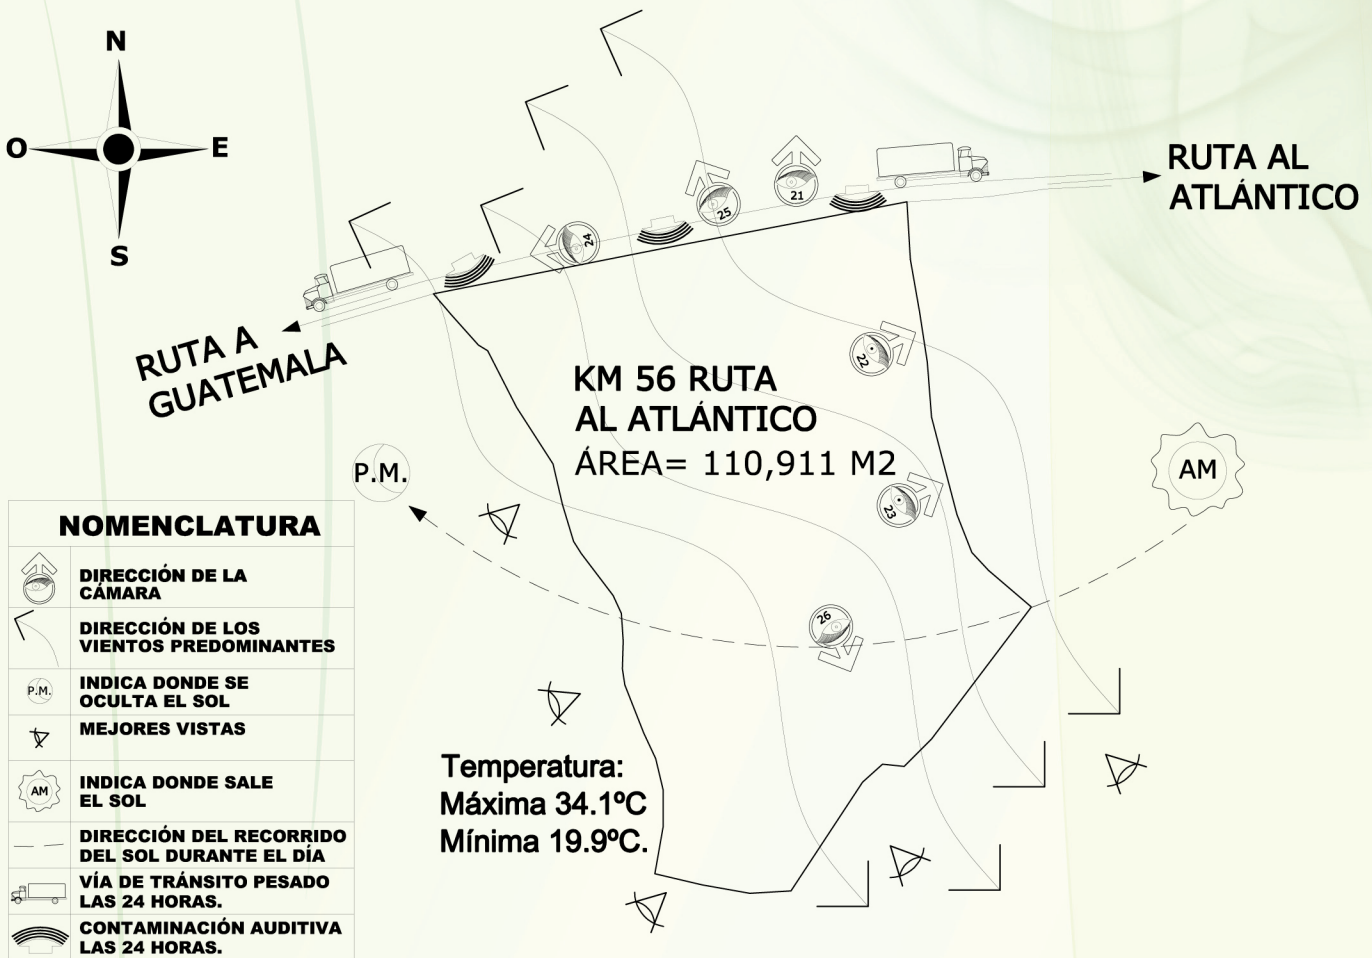 N
O
E
S
RUTA AL
ATLÁNTICO
21
25
24
RUTA A
GUATEMALA
22
KM 56 RUTA
AL ATLÁNTICO
ÁREA= 110,911 M2
P.M.
AM
23
26
NOMENCLATURA
DIRECCIÓN DE LA
CÁMARA
DIRECCIÓN DE LOS
VIENTOS PREDOMINANTES
P.M.
INDICA DONDE SE
OCULTA EL SOL
MEJORES VISTAS
AM
INDICA DONDE SALE
EL SOL
DIRECCIÓN DEL RECORRIDO
DEL SOL DURANTE EL DÍA
VÍA DE TRÁNSITO PESADO
LAS 24 HORAS.
CONTAMINACIÓN AUDITIVA
LAS 24 HORAS.
Temperatura:
Máxima 34.1ºC
Mínima 19.9ºC.